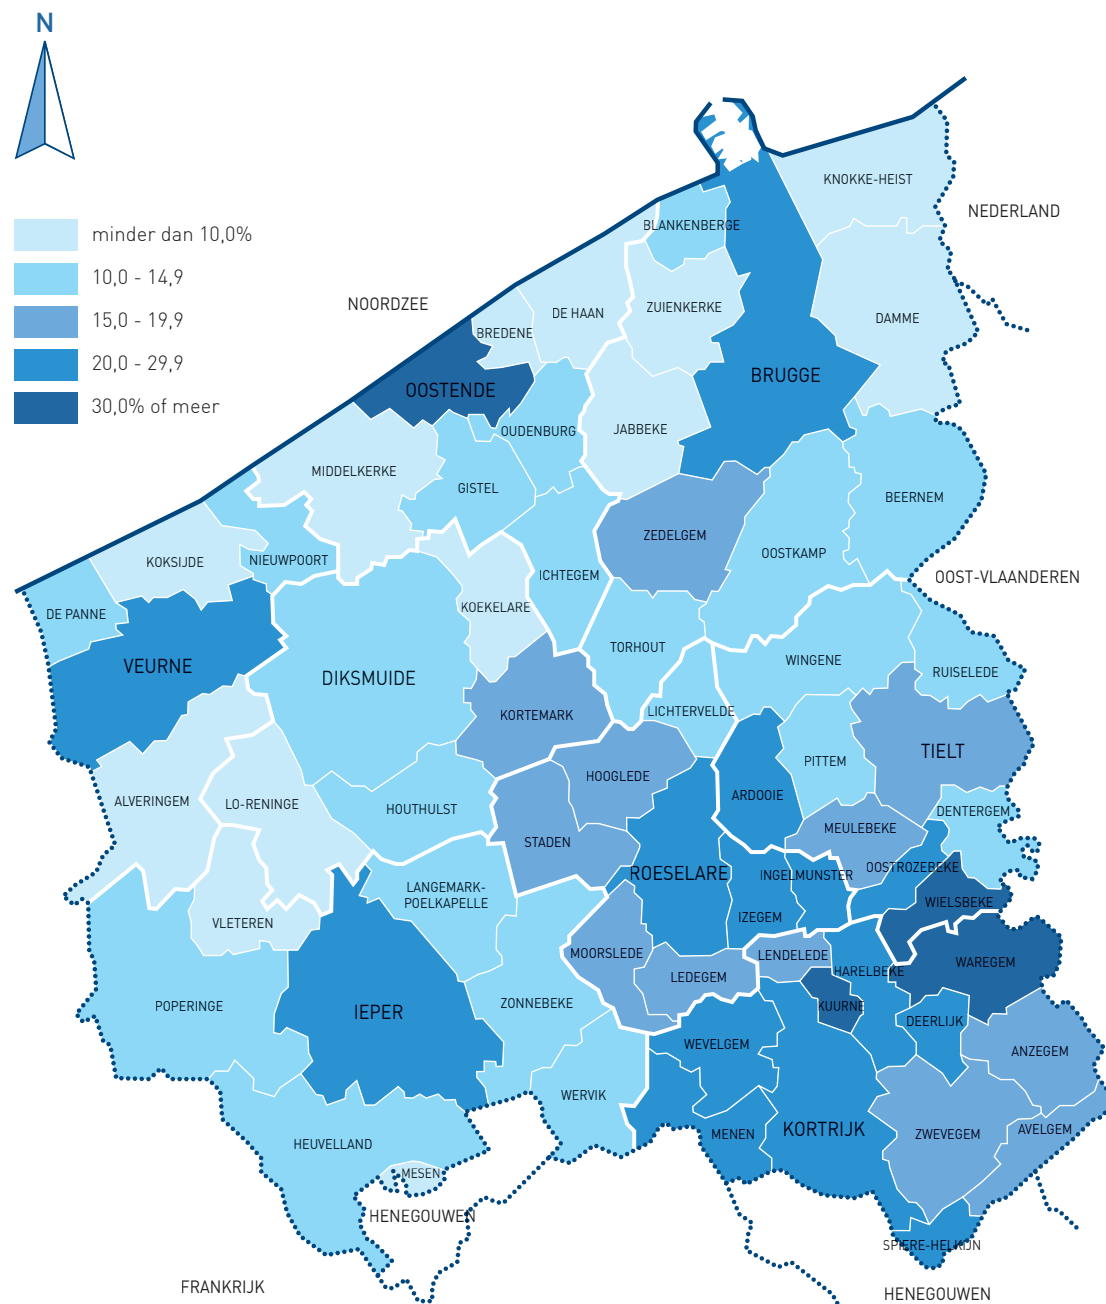 N
KNOKKE-HEIST
NEDERLAND
BLANKENBERGE
minder dan 10,0%
10,0 - 14,9
15,0 - 19,9
20,0 - 29,9
30,0% of meer
NOORDZEE
DE HAAN
ZUIENKERKE
DAMME
BREDENE
BRUGGE
OOSTENDE
OUDENBURG
JABBEKE
MIDDELKERKE
GISTEL
BEERNEM
ZEDELGEM
OOSTKAMP
KOKSIJDE
NIEUWPOORT
ICHTEGEM
OOST-VLAANDEREN
DE PANNE
KOEKELARE
TORHOUT
WINGENE
VEURNE
DIKSMUIDE
RUISELEDE
KORTEMARK
LICHTERVELDE
TIELT
PITTEM
HOOGLEDE
ARDOOIE
ALVERINGEM
LO-RENINGE
HOUTHULST
DENTERGEM
MEULEBEKE
STADEN
OOSTROZEBEKE
ROESELARE
INGELMUNSTER
LANGEMARK-
POELKAPELLE
WIELSBEKE
IZEGEM
VLETEREN
MOORSLEDE
LENDELEDE
WAREGEM
HARELBEKE
LEDEGEM
POPERINGE
ZONNEBEKE
KUURNE
IEPER
DEERLIJK
WEVELGEM
ANZEGEM
WERVIK
KORTRIJK
AVELGEM
MENEN
ZWEVEGEM
HEUVELLAND
MESEN
HENEGOUWEN
SPIERE-HELKIJN
FRANKRIJK
HENEGOUWEN